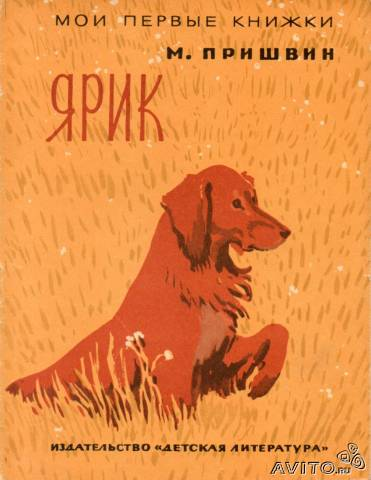 МОИ ПЕРВЫЕ КНИЖКИ
М. ПРИШВИН
ЯРИК
ИЗДАТЕЛЬСТВО «ДЕТСКАЯ ЛИТЕРАТУРА»
AVITO.RU